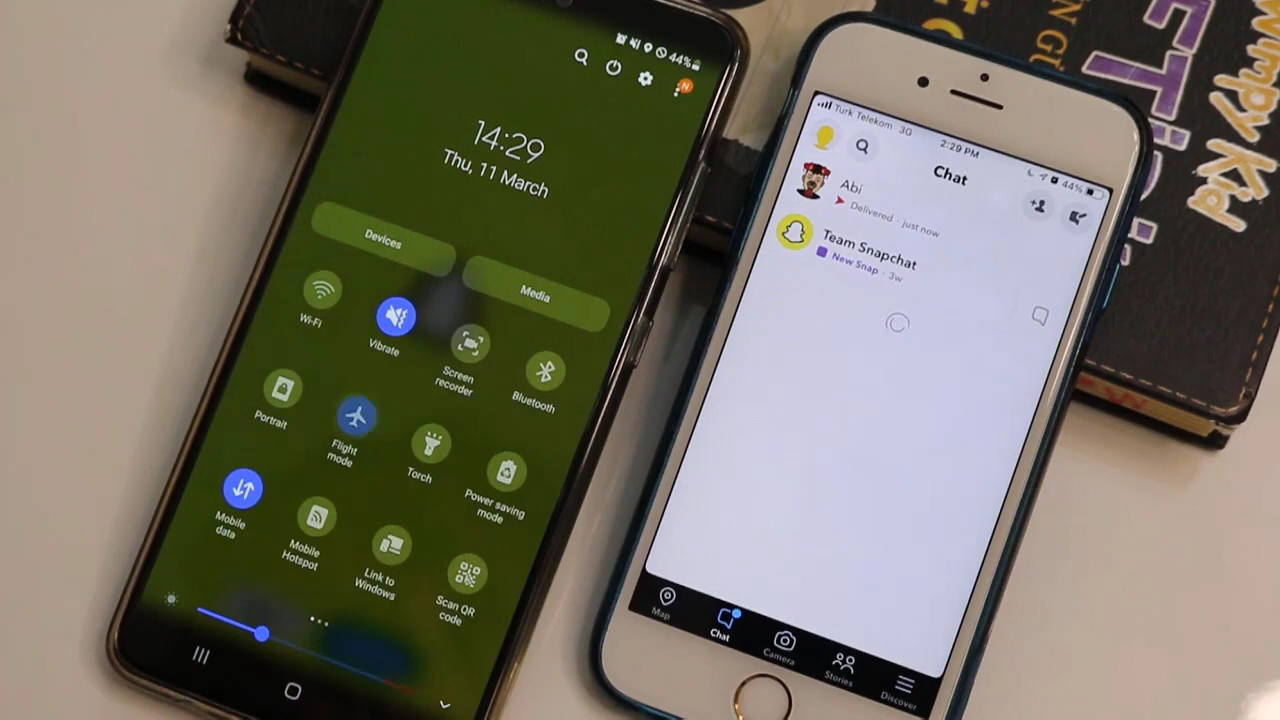 44%
N
14:29
Thu, 11 March
Devices
Media
Wi-Fi
Vibrate
Screen
recorder
Bluetooth
Portrait
Flight
mode
Torch
Power saving
mode
Mobile
data
Mobile
Hotspot
Link to
Windows
Scan QR
code
Turk Telekom 3G
2:29 PM
44%
Chat
Abi
Delivered · just now
Team Snapchat
New Snap · 3w
Map
Chat
Camera
Stories
Discover
Wimpy Kid